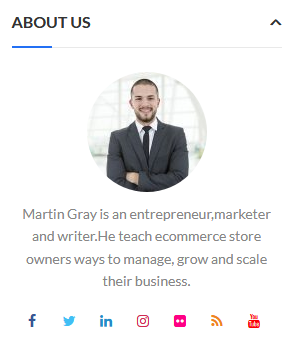 ABOUT US
Martin Gray is an entrepreneur,marketer
and writer.He teach ecommerce store
owners ways to manage, grow and scale
their business.
You
Tube